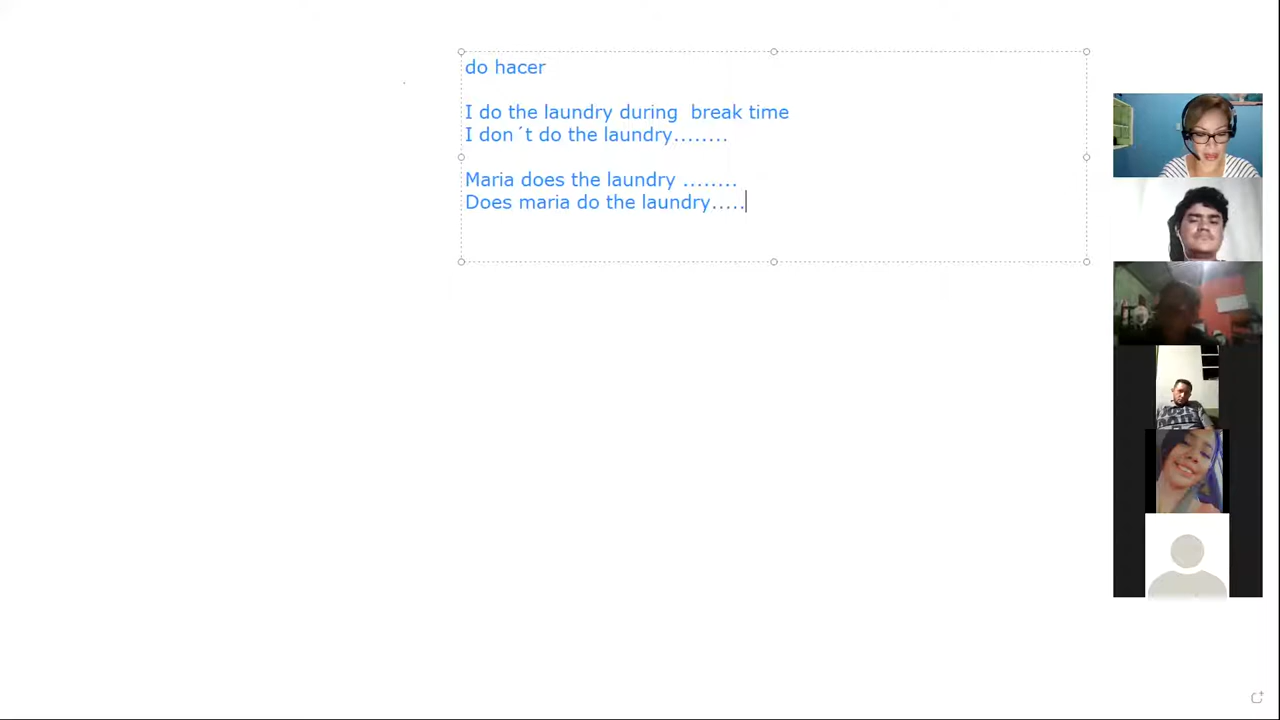 do hacer
I do the laundry during  break time
I don´t do the laundry........
Maria does the laundry ........
Does maria do the laundry.....